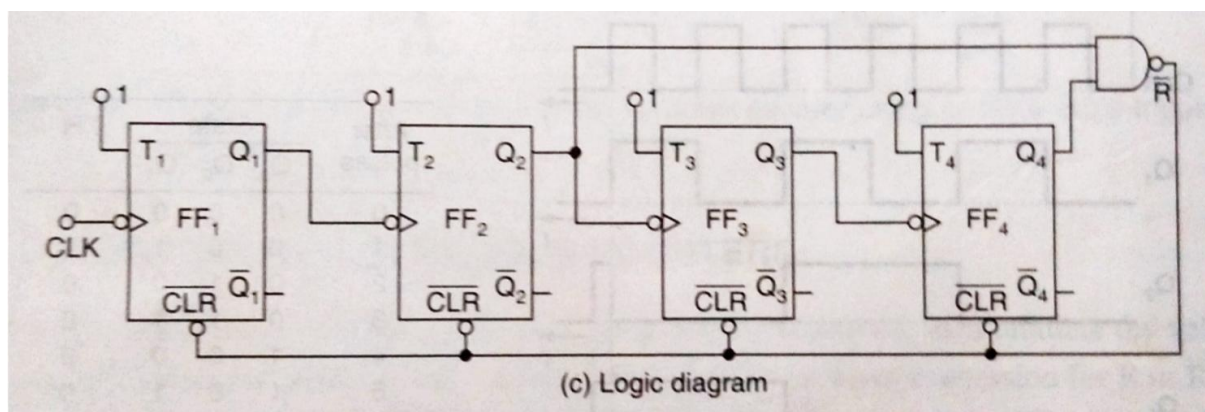 R̅
1
1
1
1
T₁ Q₁
T₂ Q₂
T₃ Q₃
T₄ Q₄
CLK
FF₁
FF₂
FF₃
FF₄
C̅L̅R̅ Q̅₁
C̅L̅R̅ Q̅₂
C̅L̅R̅ Q̅₃
C̅L̅R̅ Q̅₄
(c) Logic diagram